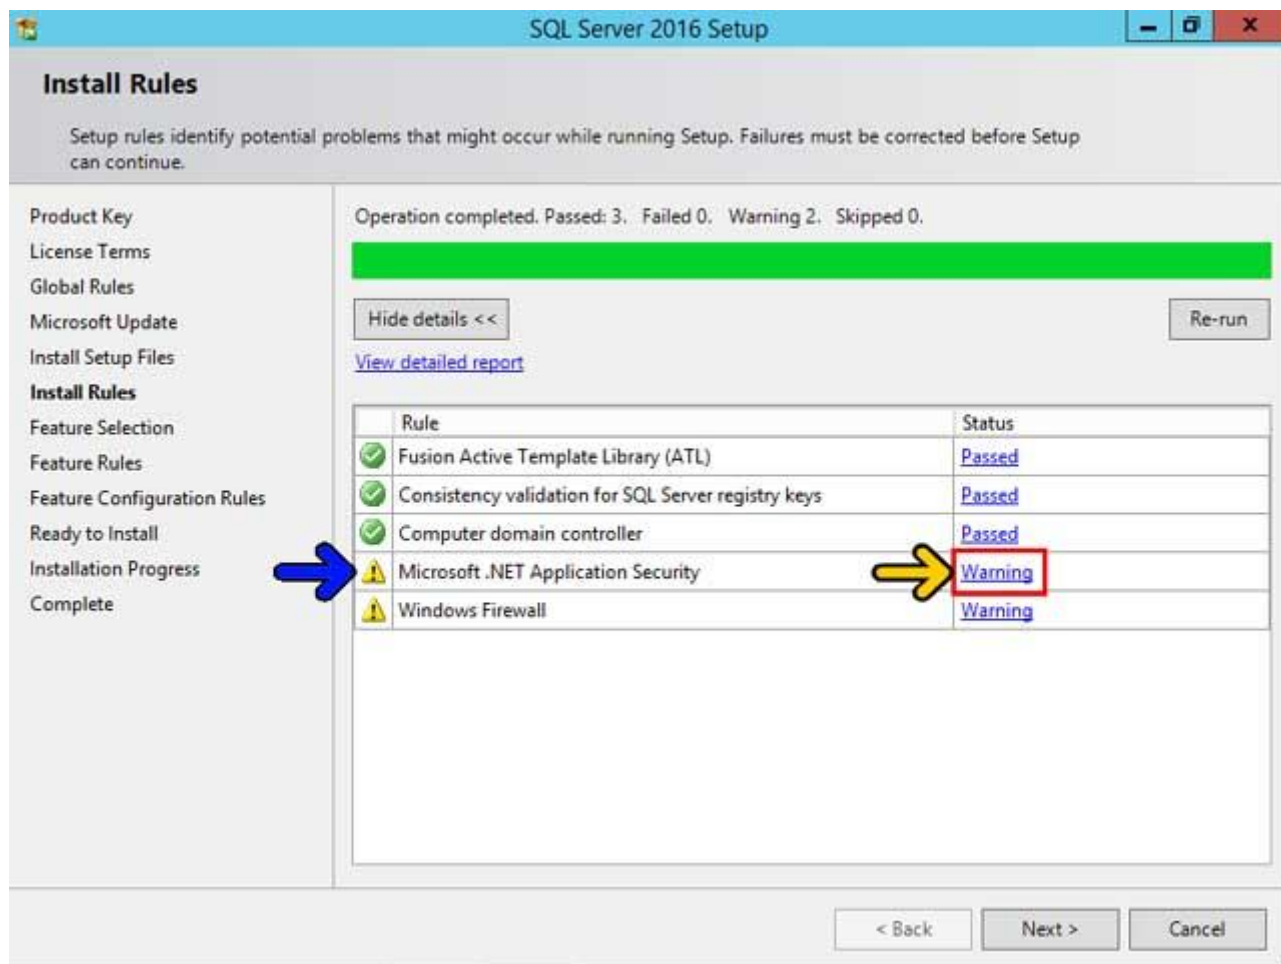 SQL Server 2016 Setup
Install Rules
Setup rules identify potential problems that might occur while running Setup. Failures must be corrected before Setup
can continue.
Product Key
License Terms
Global Rules
Microsoft Update
Install Setup Files
Install Rules
Feature Selection
Feature Rules
Feature Configuration Rules
Ready to Install
Installation Progress
Complete
Operation completed. Passed: 3. Failed 0. Warning 2. Skipped 0.
Hide details <<
Re-run
View detailed report
Rule Status
Fusion Active Template Library (ATL) Passed
Consistency validation for SQL Server registry keys Passed
Computer domain controller Passed
Microsoft .NET Application Security Warning
Windows Firewall Warning
< Back Next > Cancel